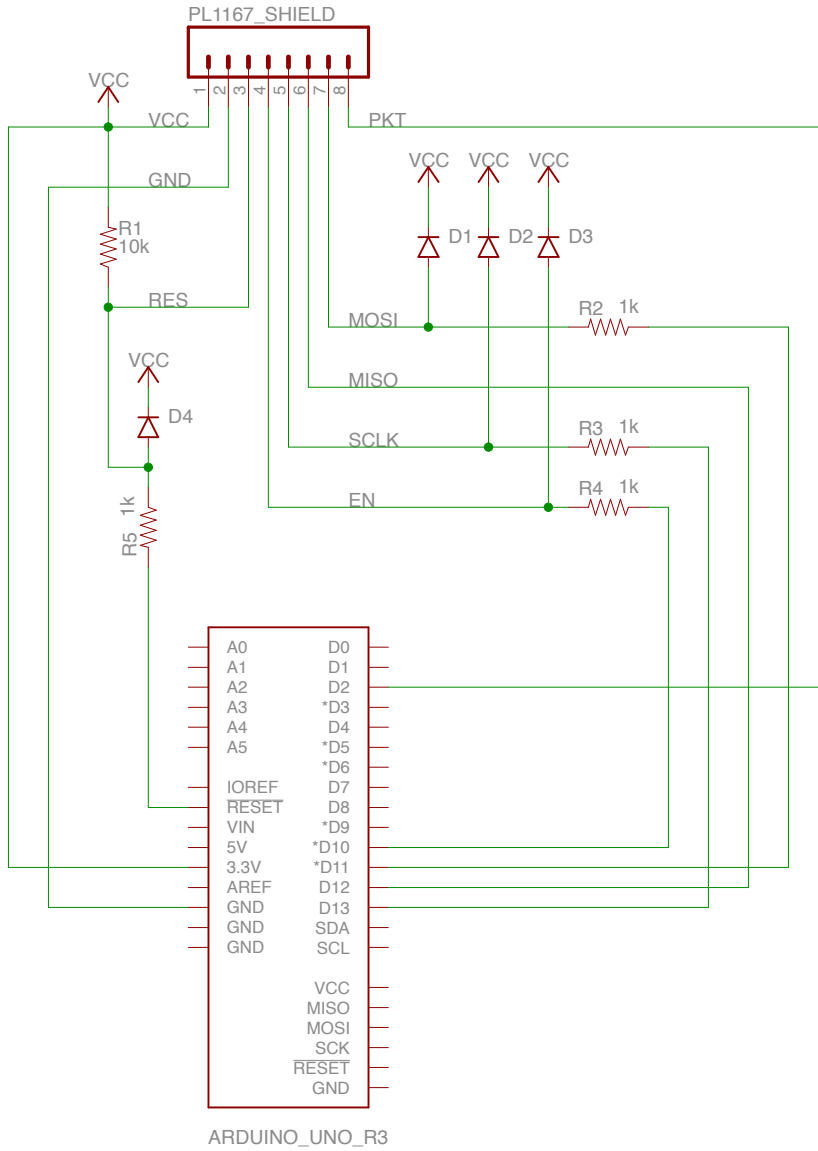 PL1167_SHIELD
1 2 3 4 5 6 7 8
VCC
VCC
PKT
GND
VCC VCC VCC
R1
10k
D1 D2 D3
RES
MOSI
R2 1k
VCC
MISO
D4
SCLK
R3 1k
EN
R4 1k
R5 1k
A0 D0
A1 D1
A2 D2
A3 *D3
A4 D4
A5 *D5
*D6
IOREF D7
RESET D8
VIN *D9
5V *D10
3.3V *D11
AREF D12
GND D13
GND SDA
GND SCL
VCC
MISO
MOSI
SCK
RESET
GND
ARDUINO_UNO_R3